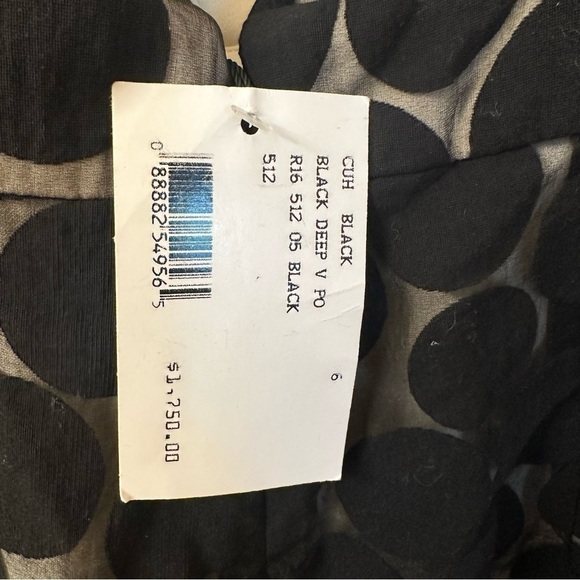 CUH BLACK
BLACK DEEP V PO
R16 512 05 BLACK
512
6
0 88882 54956 5
$1,750.00